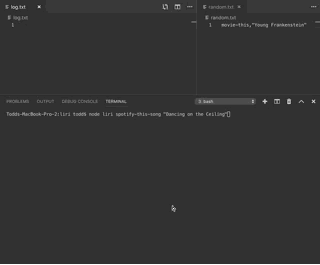 log.txt
random.txt
log.txt
random.txt
1
1 movie-this,"Young Frankenstein"
PROBLEMS OUTPUT DEBUG CONSOLE TERMINAL
1: bash
Todds-MacBook-Pro-2:liri todd$ node liri spotify-this-song "Dancing on the Ceiling"